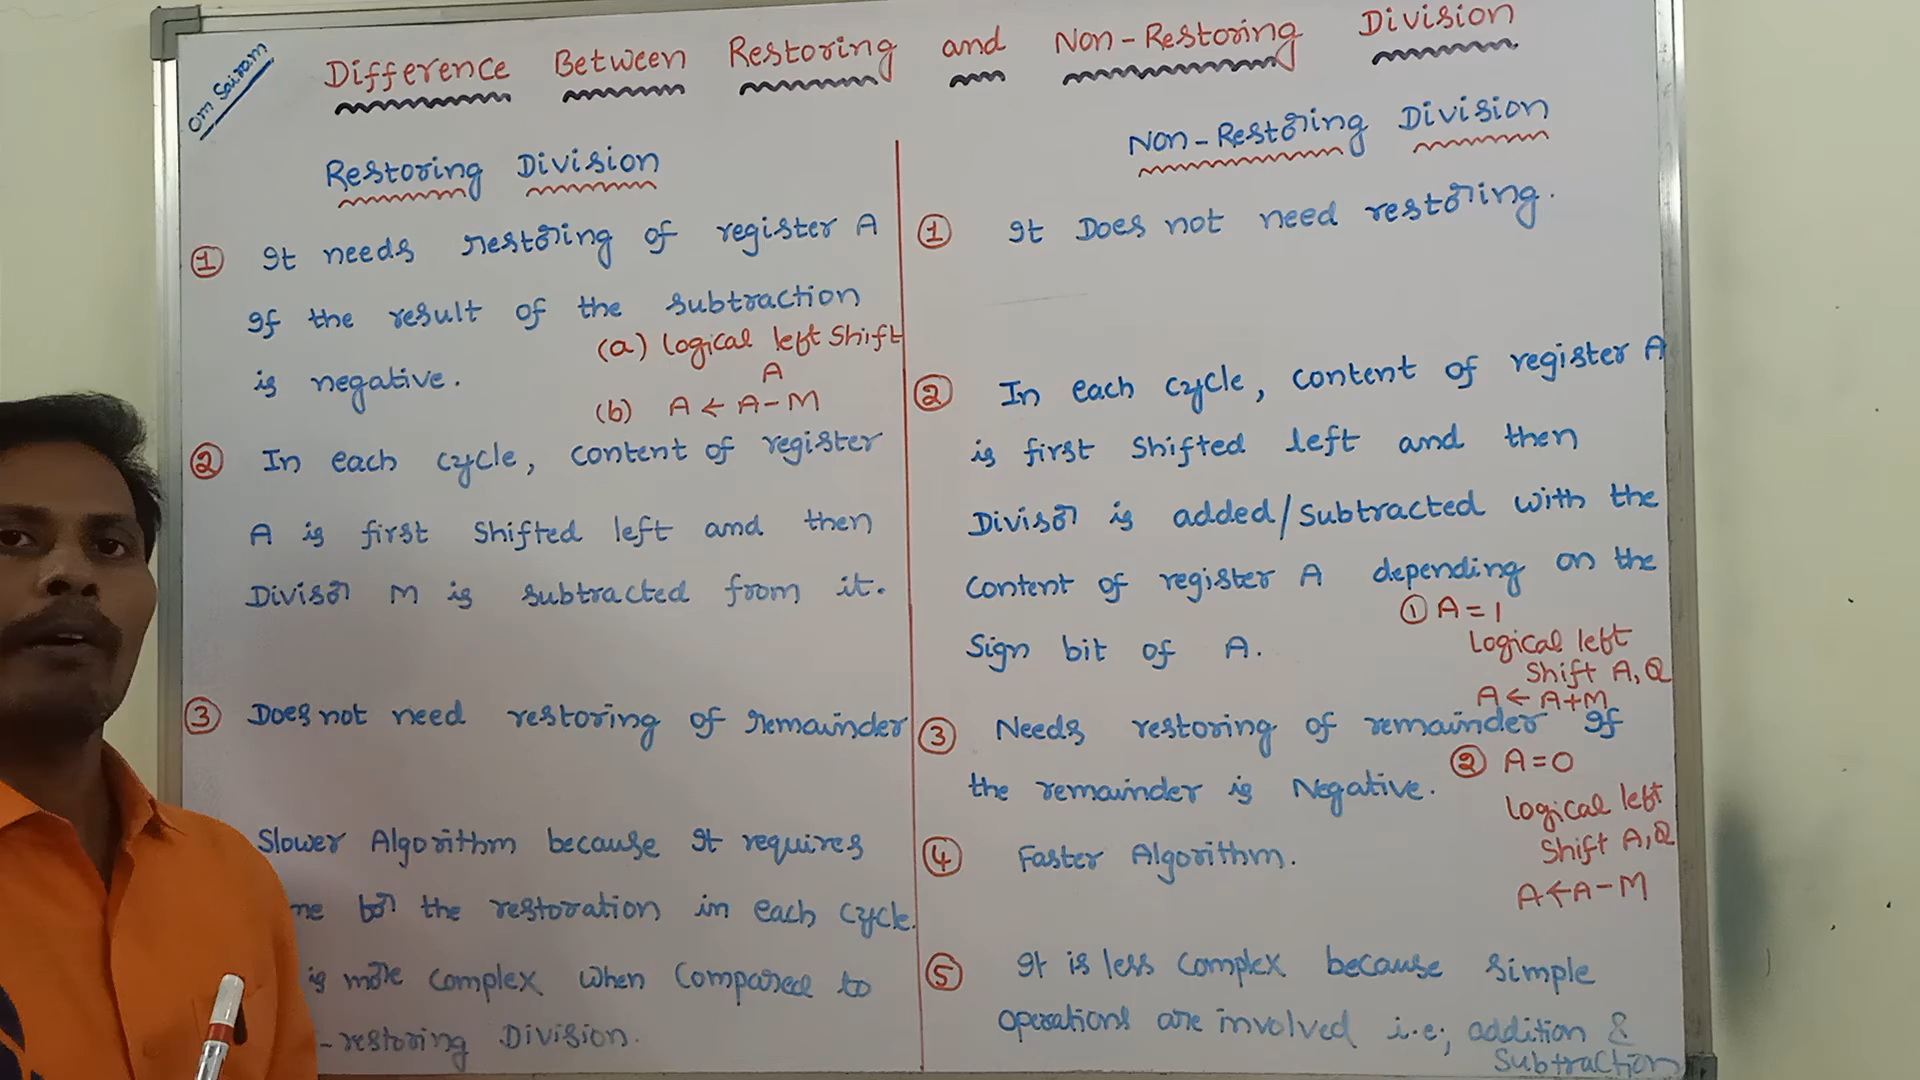 Om Sairam
Difference Between Restoring and Non-Restoring Division
Restoring Division
① It needs restoring of register A
If the result of the subtraction
is negative.
(a) Logical left Shift
A
(b) A ← A-M
② In each cycle, content of register
A is first Shifted left and then
Divisor M is subtracted from it.
③ Does not need restoring of remainder
Slower Algorithm because It requires
me for the restoration in each cycle.
is more complex when Compared to
-restoring Division.
Non-Restoring Division
① It Does not need restoring.
② In each cycle, content of register A
is first Shifted left and then
Divisor is added/Subtracted with the
Content of register A depending on the
Sign bit of A.
① A=1
Logical left
Shift A,Q
A ← A+M
③ Needs restoring of remainder If
the remainder is Negative.
② A=0
Logical left
Shift A,Q
A←A-M
④ Faster Algorithm.
⑤ It is less Complex because simple
operations are involved i.e; addition &
Subtraction